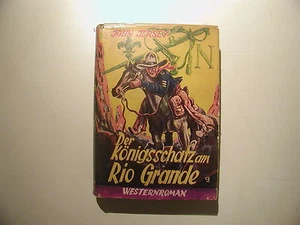 N
Der
Königsschatz am
Rio Grande
WESTERNROMAN